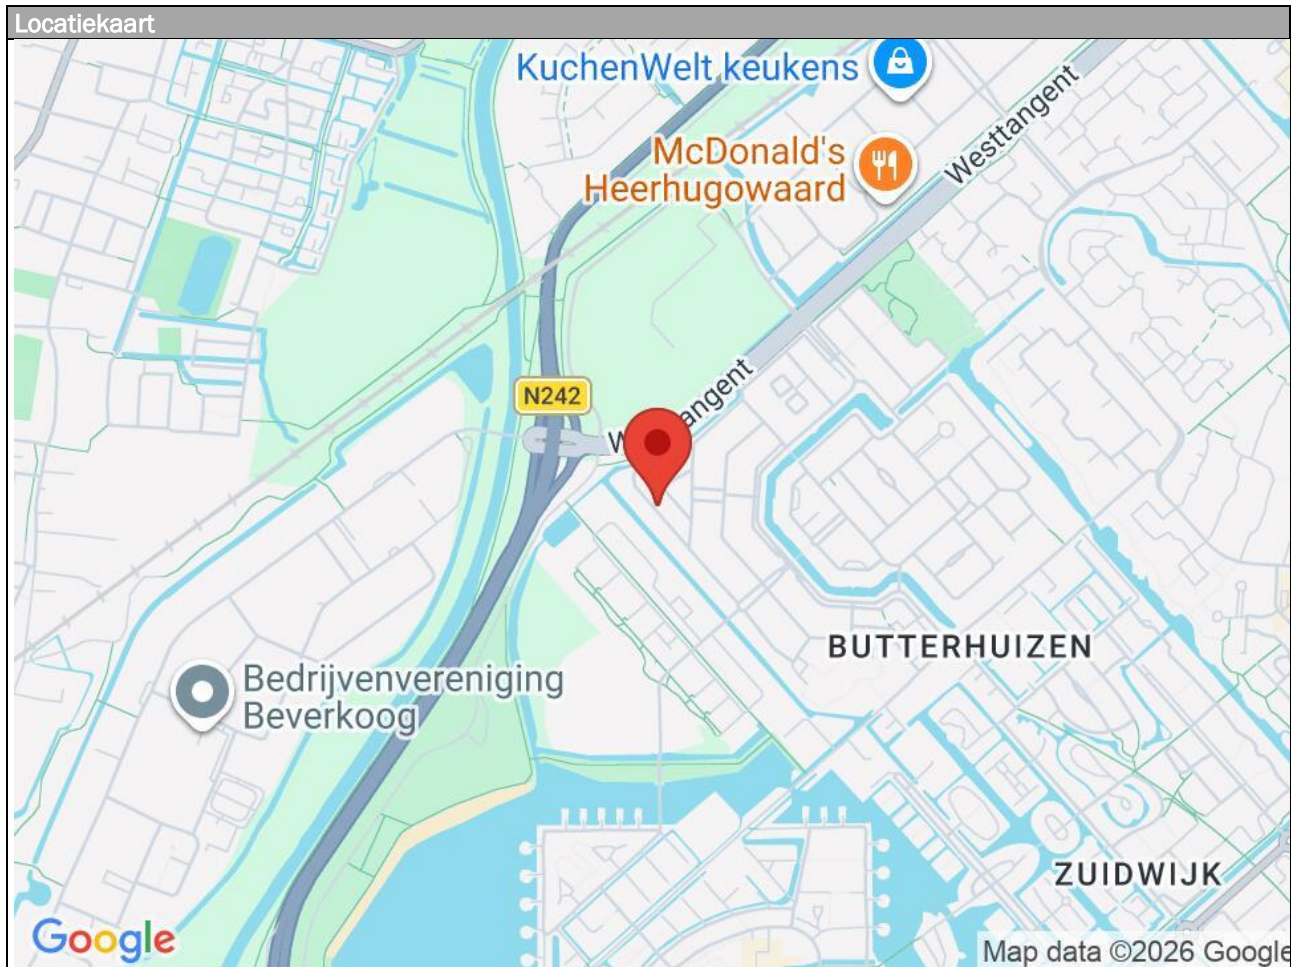 Locatiekaart
KuchenWelt keukens
McDonald's
Heerhugowaard
Westtangent
N242
W angent
BUTTERHUIZEN
Bedrijvenvereniging
Beverkoog
ZUIDWIJK
Google
Map data ©2026 Google